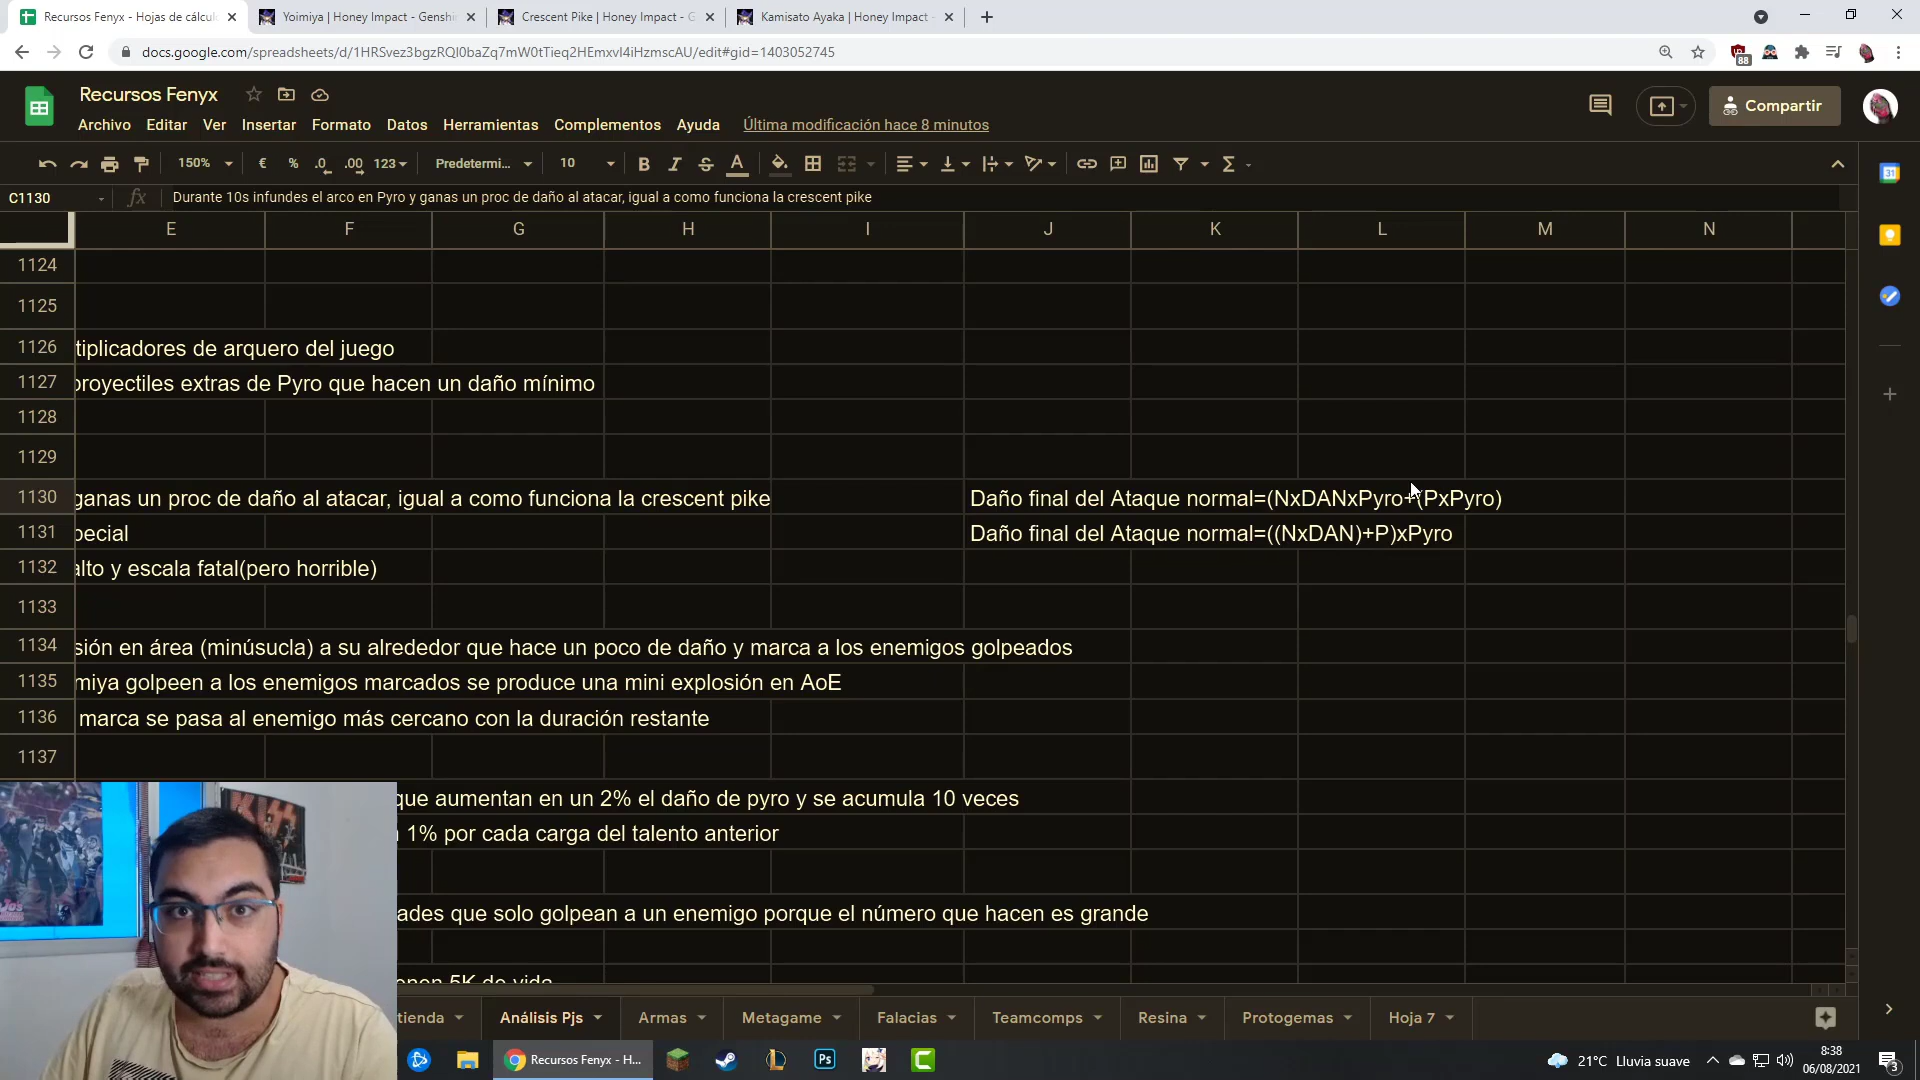 Recursos Fenyx - Hojas de cálcul
Yoimiya | Honey Impact - Genshi
Crescent Pike | Honey Impact - G
Kamisato Ayaka | Honey Impact -
docs.google.com/spreadsheets/d/1HRSvez3bgzRQI0baZq7mW0tTieq2HEmxvI4iHzmscAU/edit#gid=1403052745
88
Recursos Fenyx
Compartir
Archivo Editar Ver Insertar Formato Datos Herramientas Complementos Ayuda Última modificación hace 8 minutos
150% € % .0 .00 123 Predetermi... 10 B I S A Σ
31
C1130 fx Durante 10s infundes el arco en Pyro y ganas un proc de daño al atacar, igual a como funciona la crescent pike
E F G H I J K L M N
1124
1125
1126 tiplicadores de arquero del juego
1127 proyectiles extras de Pyro que hacen un daño mínimo
1128
1129
1130 ganas un proc de daño al atacar, igual a como funciona la crescent pike Daño final del Ataque normal=(NxDANxPyro+(PxPyro)
1131 pecial Daño final del Ataque normal=((NxDAN)+P)xPyro
1132 alto y escala fatal(pero horrible)
1133
1134 sión en área (minúsucla) a su alrededor que hace un poco de daño y marca a los enemigos golpeados
1135 miya golpeen a los enemigos marcados se produce una mini explosión en AoE
1136 marca se pasa al enemigo más cercano con la duración restante
1137
que aumentan en un 2% el daño de pyro y se acumula 10 veces
1% por cada carga del talento anterior
ades que solo golpean a un enemigo porque el número que hacen es grande
enen 5K de vida
tienda Análisis Pjs Armas Metagame Falacias Teamcomps Resina Protogemas Hoja 7
Recursos Fenyx - H...
Ps
21°C Lluvia suave
8:38
06/08/2021
3